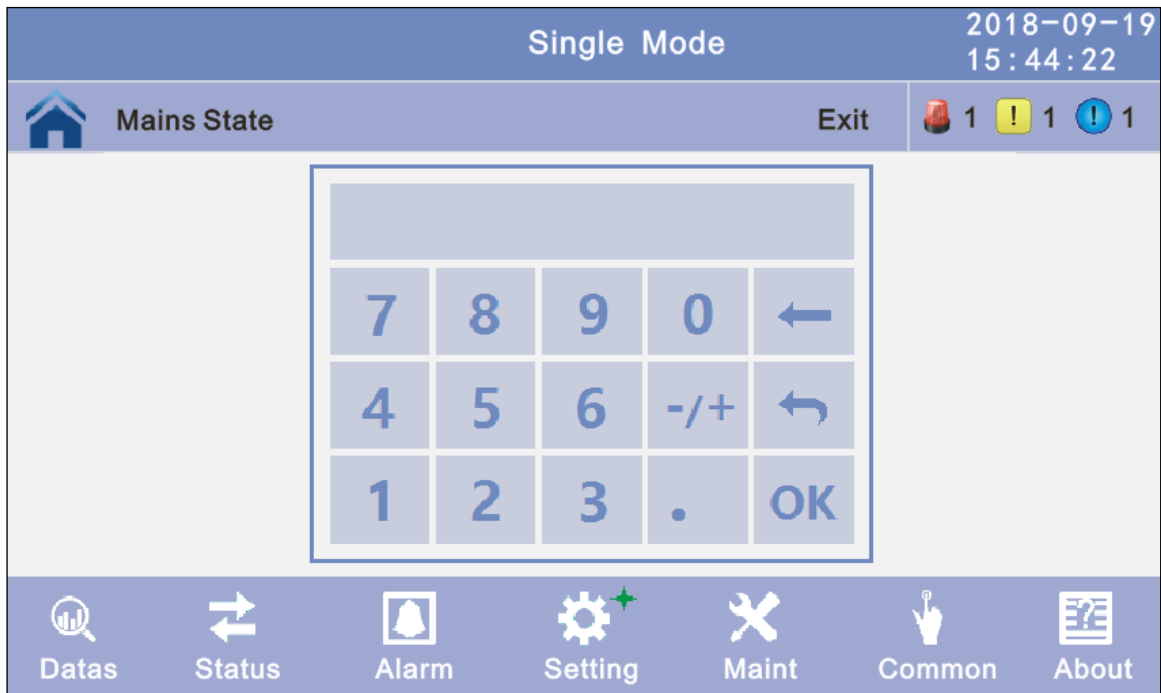 Single Mode
2018-09-19
15:44:22
Mains State
Exit
1
! 1
! 1
7 8 9 0 ←
4 5 6 -/+
1 2 3 . OK
Datas Status Alarm Setting Maint Common About